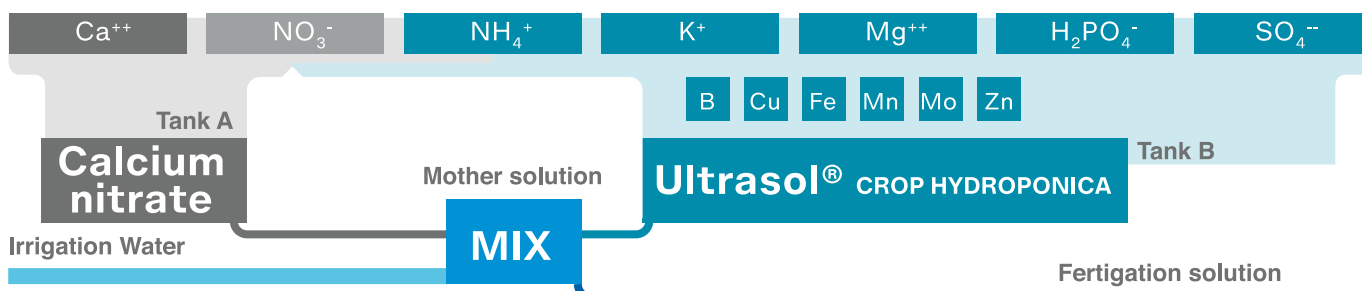 Ca⁺⁺ NO₃⁻ NH₄⁺ K⁺ Mg⁺⁺ H₂PO₄⁻ SO₄⁻⁻
B Cu Fe Mn Mo Zn
Tank A
Calcium
nitrate
Tank B
Mother solution
Ultrasol® CROP HYDROPONICA
MIX
Irrigation Water
Fertigation solution